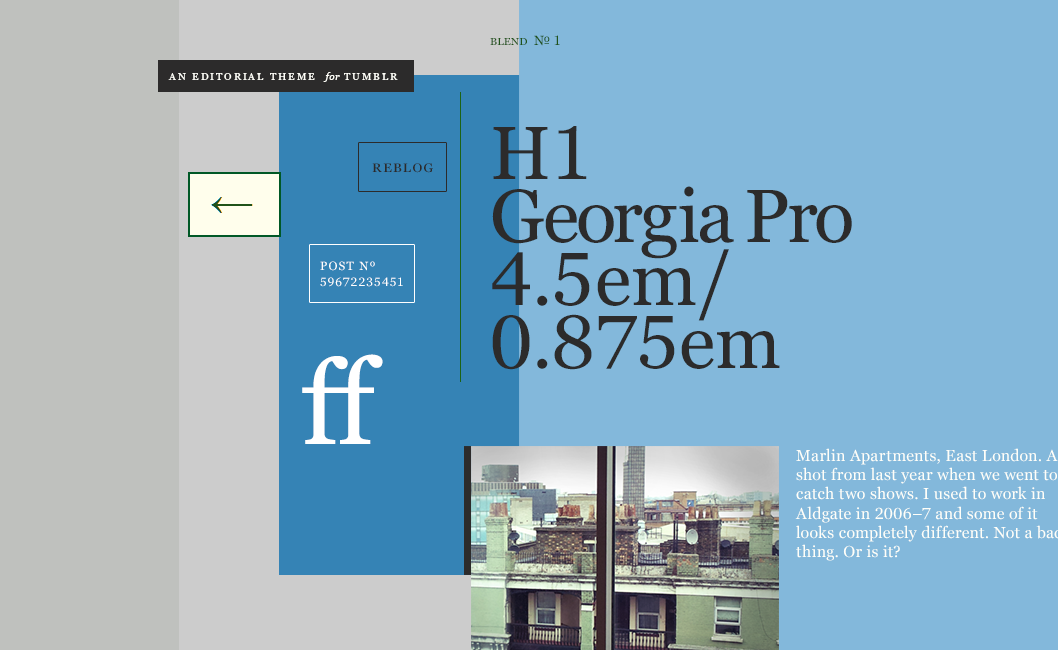 BLEND Nº 1
AN EDITORIAL THEME for TUMBLR
REBLOG
←
POST Nº
59672235451
ff
H1
Georgia Pro
4.5em/
0.875em
Marlin Apartments, East London. A
shot from last year when we went to
catch two shows. I used to work in
Aldgate in 2006–7 and some of it
looks completely different. Not a bad
thing. Or is it?